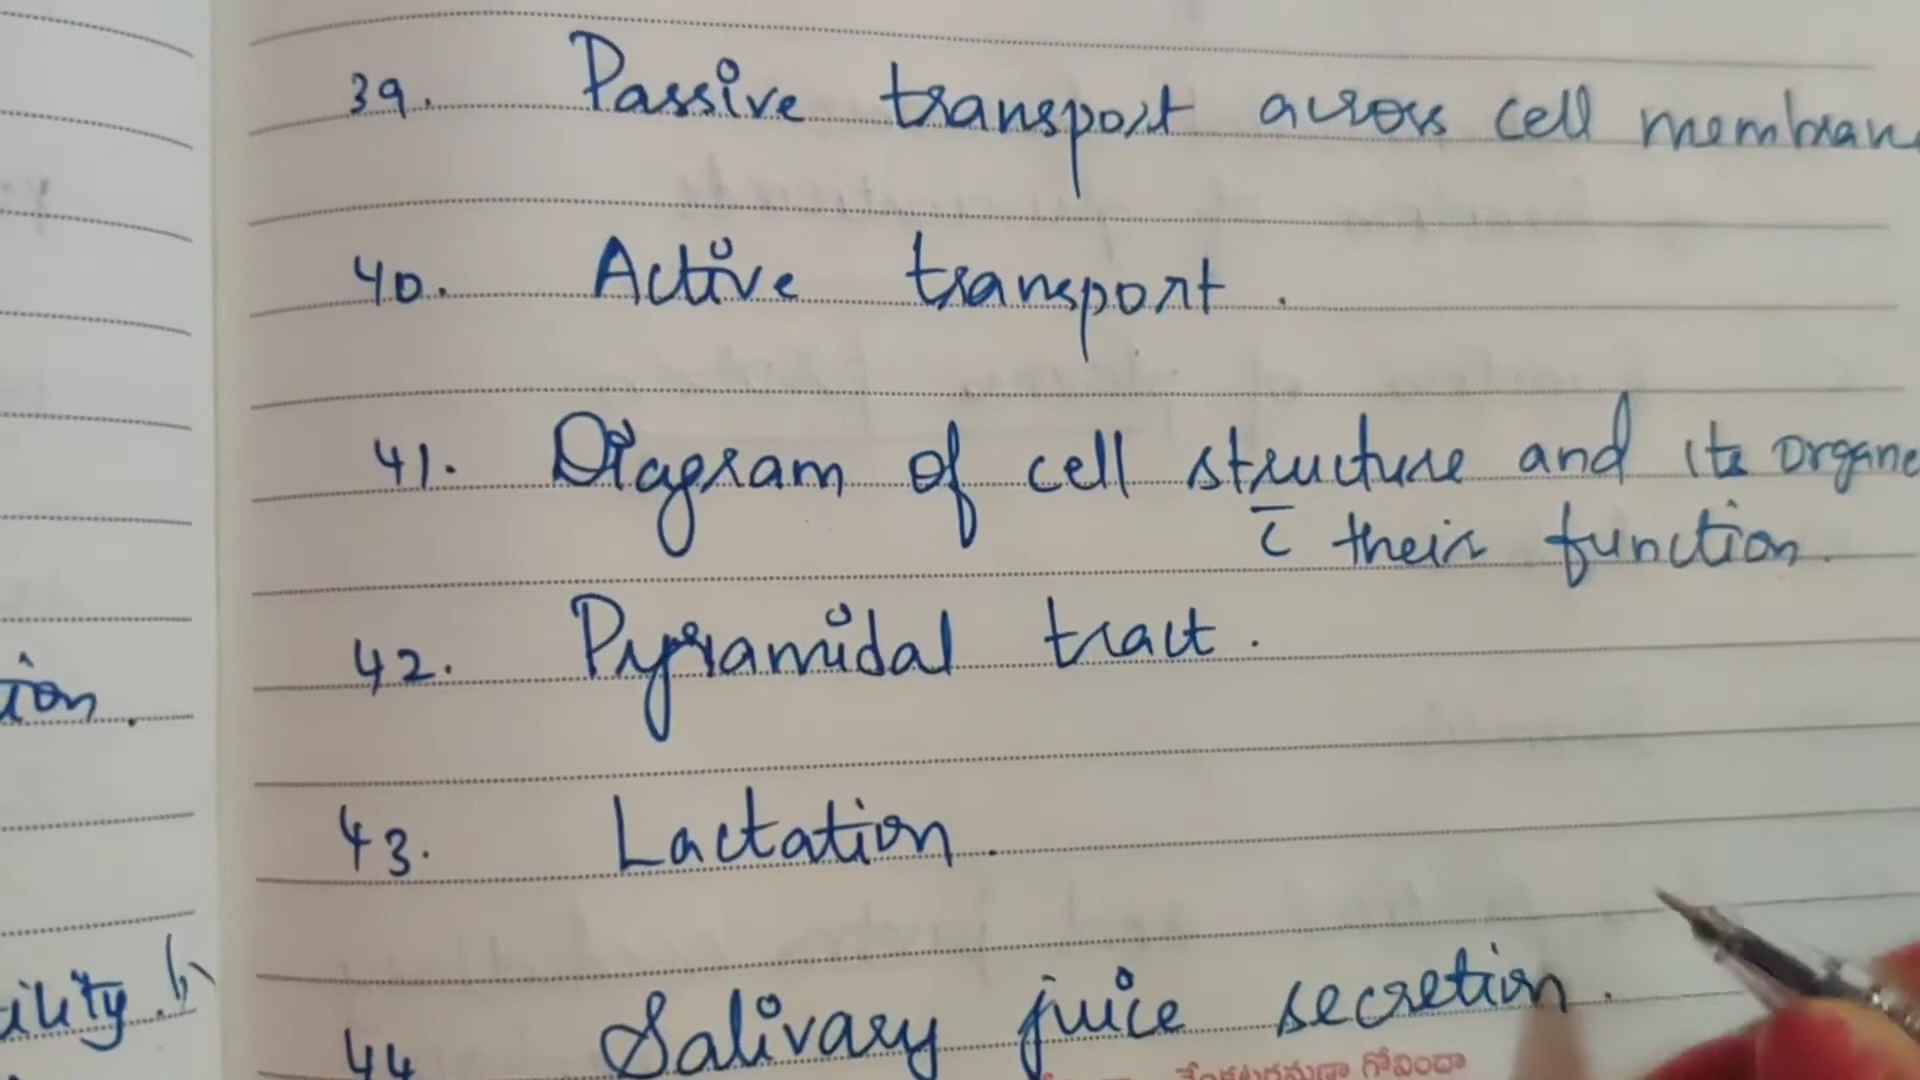 39. Passive transport across cell membran
40. Active transport.
41. Diagram of cell structure and its organe
c̄ their function.
42. Pyramidal tract.
43. Lactation.
44 Salivary juice secretion.
గోవిందా
tion.
ility.